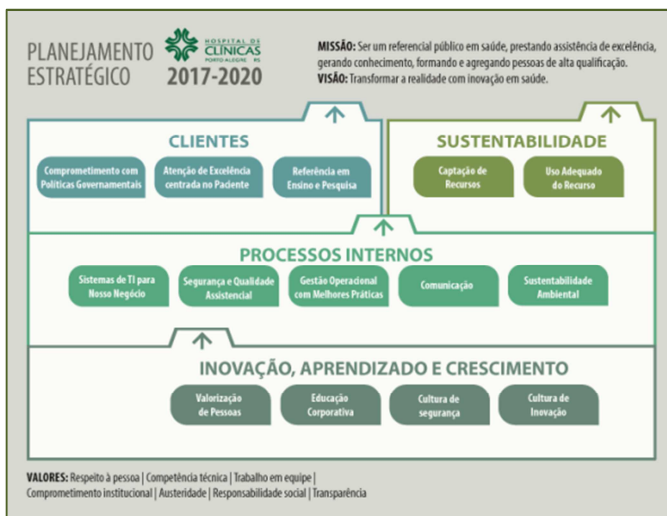 PLANEJAMENTO
ESTRATÉGICO
HOSPITAL DE
CLÍNICAS
PORTO ALEGRE RS
2017-2020
MISSÃO: Ser um referencial público em saúde, prestando assistência de excelência,
gerando conhecimento, formando e agregando pessoas de alta qualificação.
VISÃO: Transformar a realidade com inovação em saúde.
CLIENTES
Comprometimento com
Políticas Governamentais
Atenção de Excelência
centrada no Paciente
Referência em
Ensino e Pesquisa
SUSTENTABILIDADE
Captação de
Recursos
Uso Adequado
do Recurso
PROCESSOS INTERNOS
Sistemas de TI para
Nosso Negócio
Segurança e Qualidade
Assistencial
Gestão Operacional
com Melhores Práticas
Comunicação
Sustentabilidade
Ambiental
INOVAÇÃO, APRENDIZADO E CRESCIMENTO
Valorização
de Pessoas
Educação
Corporativa
Cultura de
segurança
Cultura de
Inovação
VALORES: Respeito à pessoa | Competência técnica | Trabalho em equipe |
Comprometimento institucional | Austeridade | Responsabilidade social | Transparência